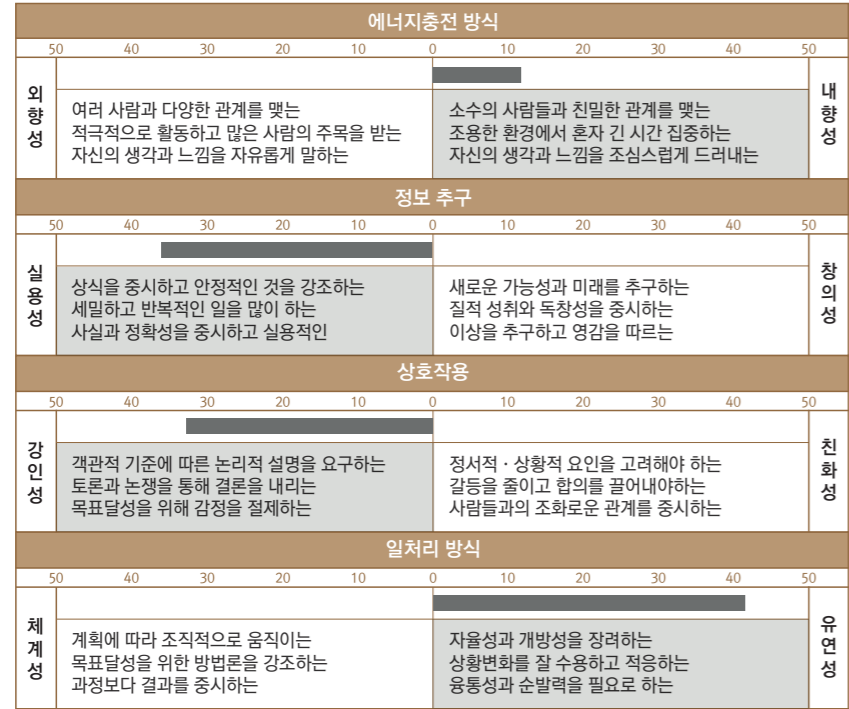 에너지충전 방식
50 40 30 20 10 0 10 20 30 40 50
외향성
여러 사람과 다양한 관계를 맺는
적극적으로 활동하고 많은 사람의 주목을 받는
자신의 생각과 느낌을 자유롭게 말하는
소수의 사람들과 친밀한 관계를 맺는
조용한 환경에서 혼자 긴 시간 집중하는
자신의 생각과 느낌을 조심스럽게 드러내는
내향성
정보 추구
50 40 30 20 10 0 10 20 30 40 50
실용성
상식을 중시하고 안정적인 것을 강조하는
세밀하고 반복적인 일을 많이 하는
사실과 정확성을 중시하고 실용적인
새로운 가능성과 미래를 추구하는
질적 성취와 독창성을 중시하는
이상을 추구하고 영감을 따르는
창의성
상호작용
50 40 30 20 10 0 10 20 30 40 50
강인성
객관적 기준에 따른 논리적 설명을 요구하는
토론과 논쟁을 통해 결론을 내리는
목표달성을 위해 감정을 절제하는
정서적 · 상황적 요인을 고려해야 하는
갈등을 줄이고 합의를 끌어내야하는
사람들과의 조화로운 관계를 중시하는
친화성
일처리 방식
50 40 30 20 10 0 10 20 30 40 50
체계성
계획에 따라 조직적으로 움직이는
목표달성을 위한 방법론을 강조하는
과정보다 결과를 중시하는
자율성과 개방성을 장려하는
상황변화를 잘 수용하고 적응하는
융통성과 순발력을 필요로 하는
유연성